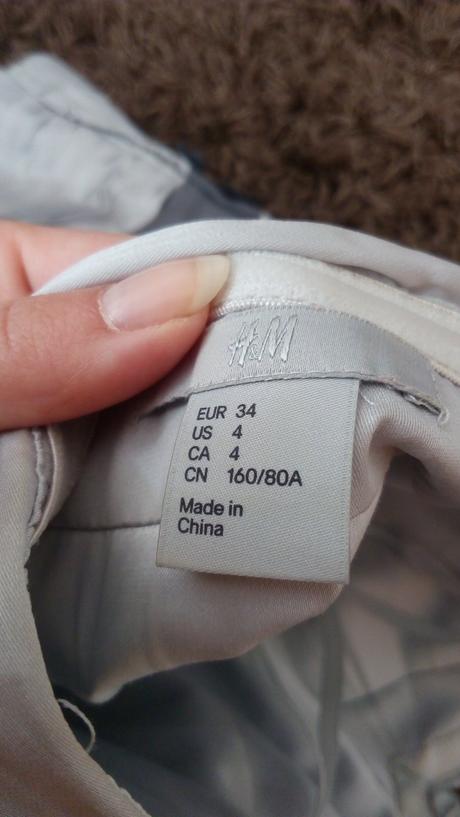 H&M
EUR 34
US 4
CA 4
CN 160/80A
Made in
China